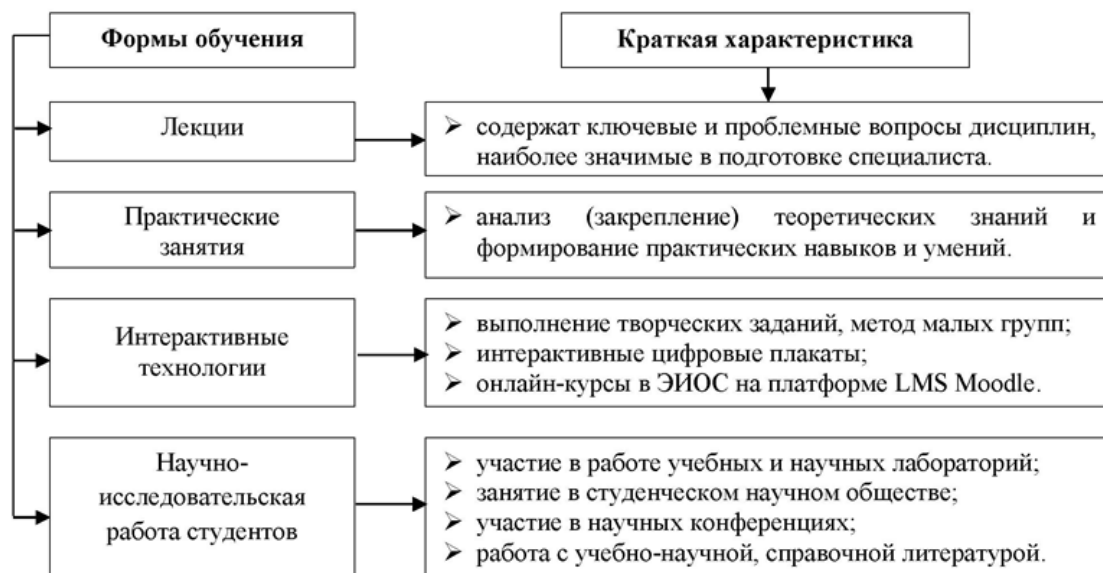 Формы обучения
Краткая характеристика
Лекции
➢ содержат ключевые и проблемные вопросы дисциплин,
наиболее значимые в подготовке специалиста.
Практические
занятия
➢ анализ (закрепление) теоретических знаний и
формирование практических навыков и умений.
Интерактивные
технологии
➢ выполнение творческих заданий, метод малых групп;
➢ интерактивные цифровые плакаты;
➢ онлайн-курсы в ЭИОС на платформе LMS Moodle.
Научно-
исследовательская
работа студентов
➢ участие в работе учебных и научных лабораторий;
➢ занятие в студенческом научном обществе;
➢ участие в научных конференциях;
➢ работа с учебно-научной, справочной литературой.